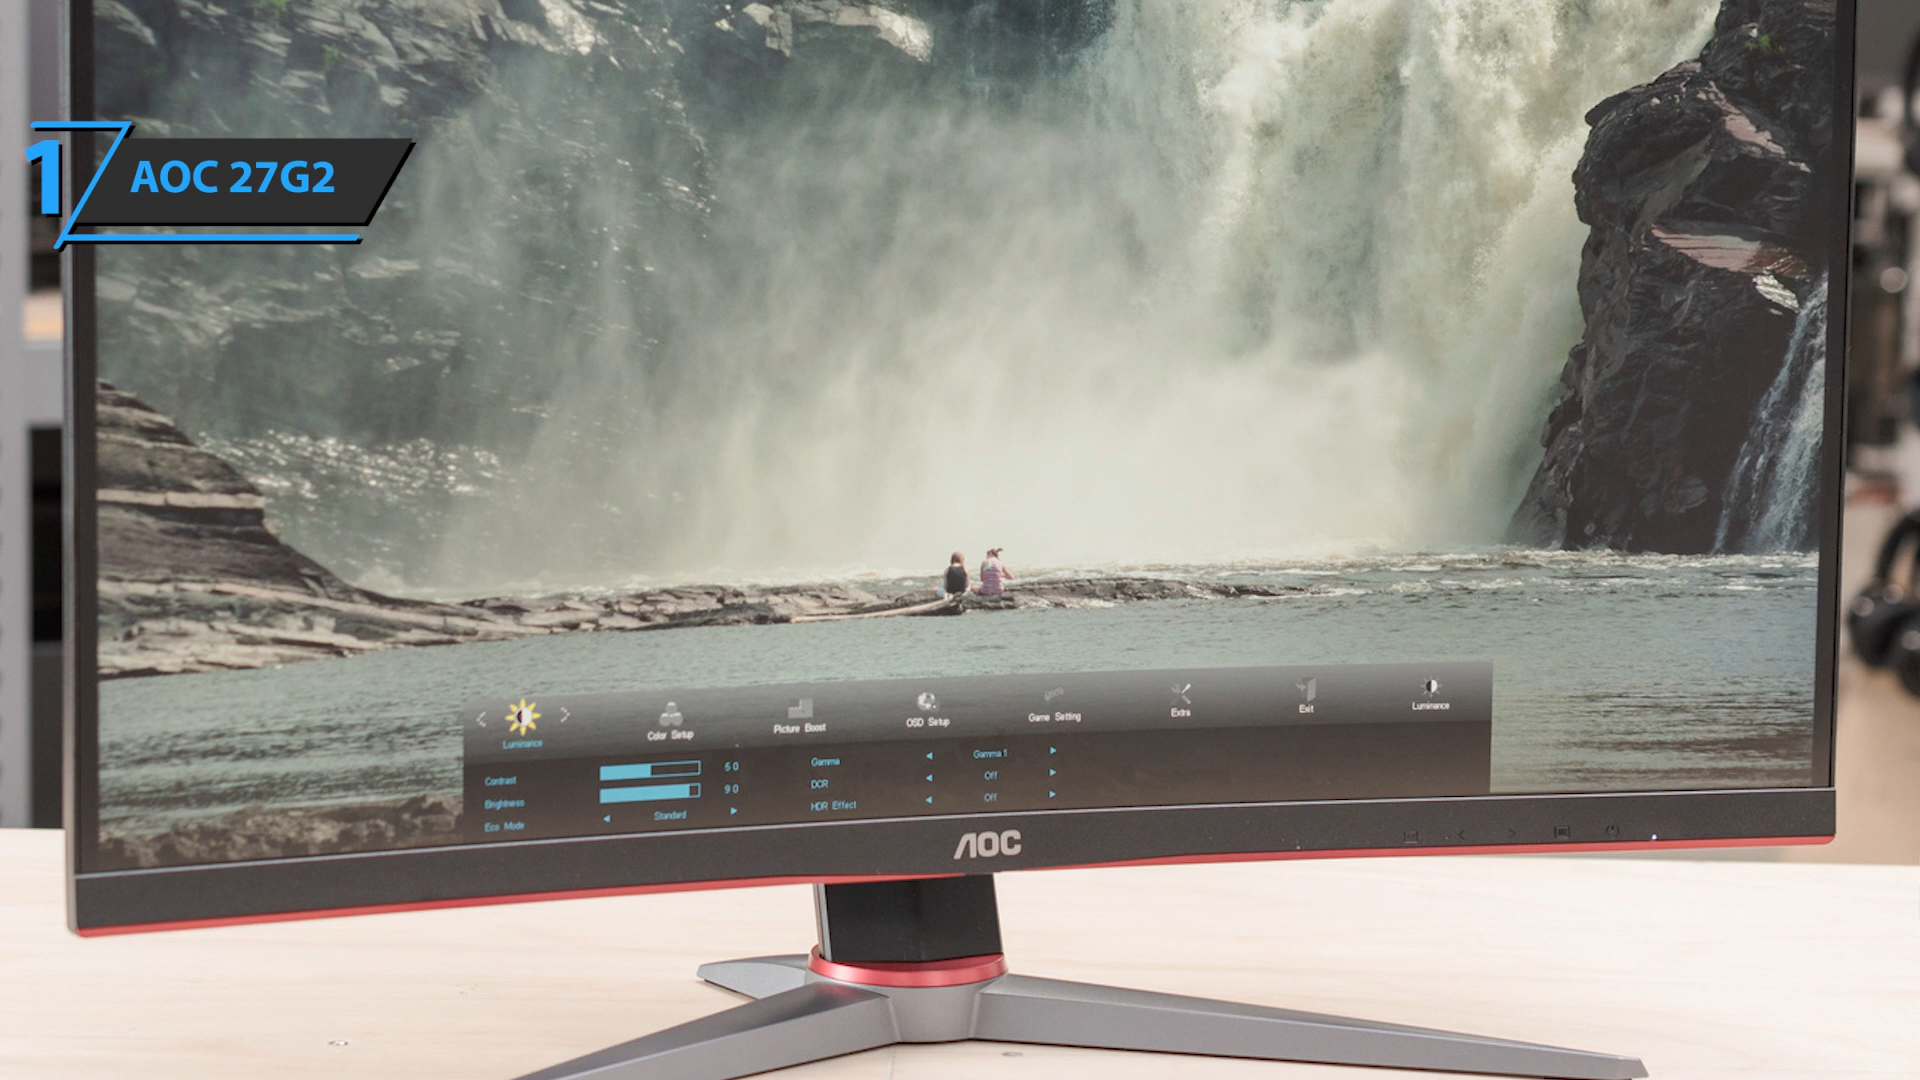 1
AOC 27G2
Luminance
Color Setup
Picture Boost
OSD Setup
Game Setting
Extra
Exit
Luminance
Contrast 50
Brightness 90
Eco Mode Standard
Gamma Gamma 1
DCR Off
HDR Effect Off
AOC